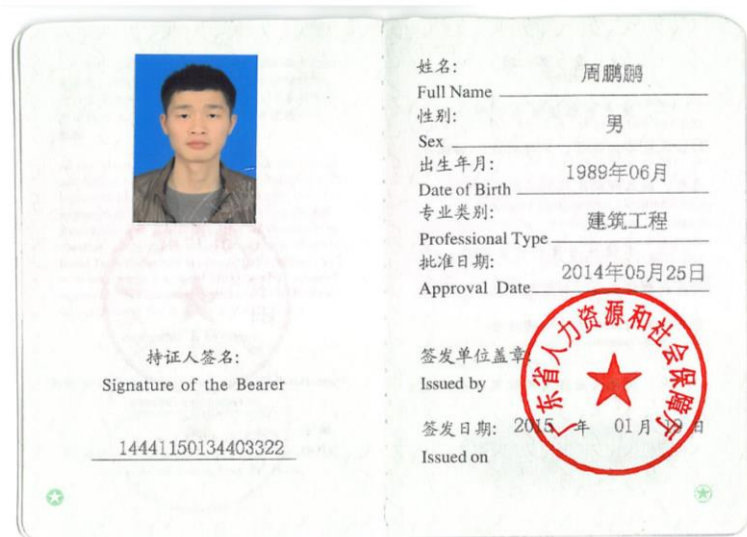 持证人签名:
Signature of the Bearer
14441150134403322
姓名: 周鹏鹏
Full Name
性别: 男
Sex
出生年月: 1989年06月
Date of Birth
专业类别: 建筑工程
Professional Type
批准日期: 2014年05月25日
Approval Date
签发单位盖章
Issued by
广东省人力资源和社会保障厅
签发日期: 2015 年 01月 19 日
Issued on